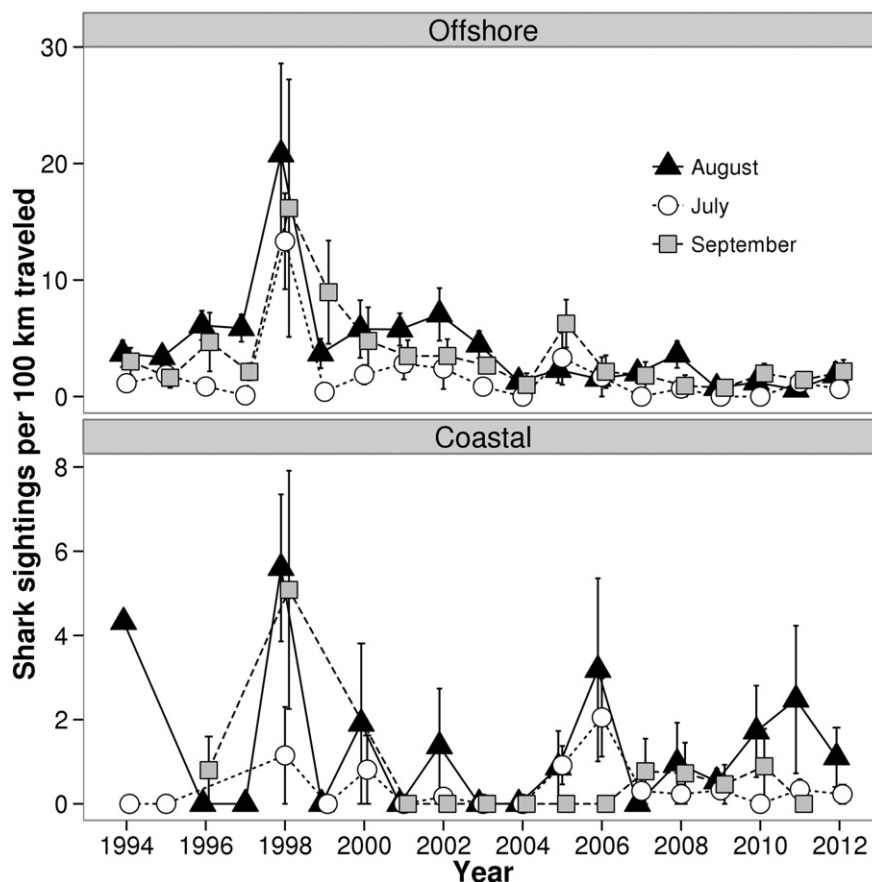 Offshore
30
20
10
0
August
July
September
Coastal
8
6
4
2
0
1994 1996 1998 2000 2002 2004 2006 2008 2010 2012
Year
Shark sightings per 100 km traveled